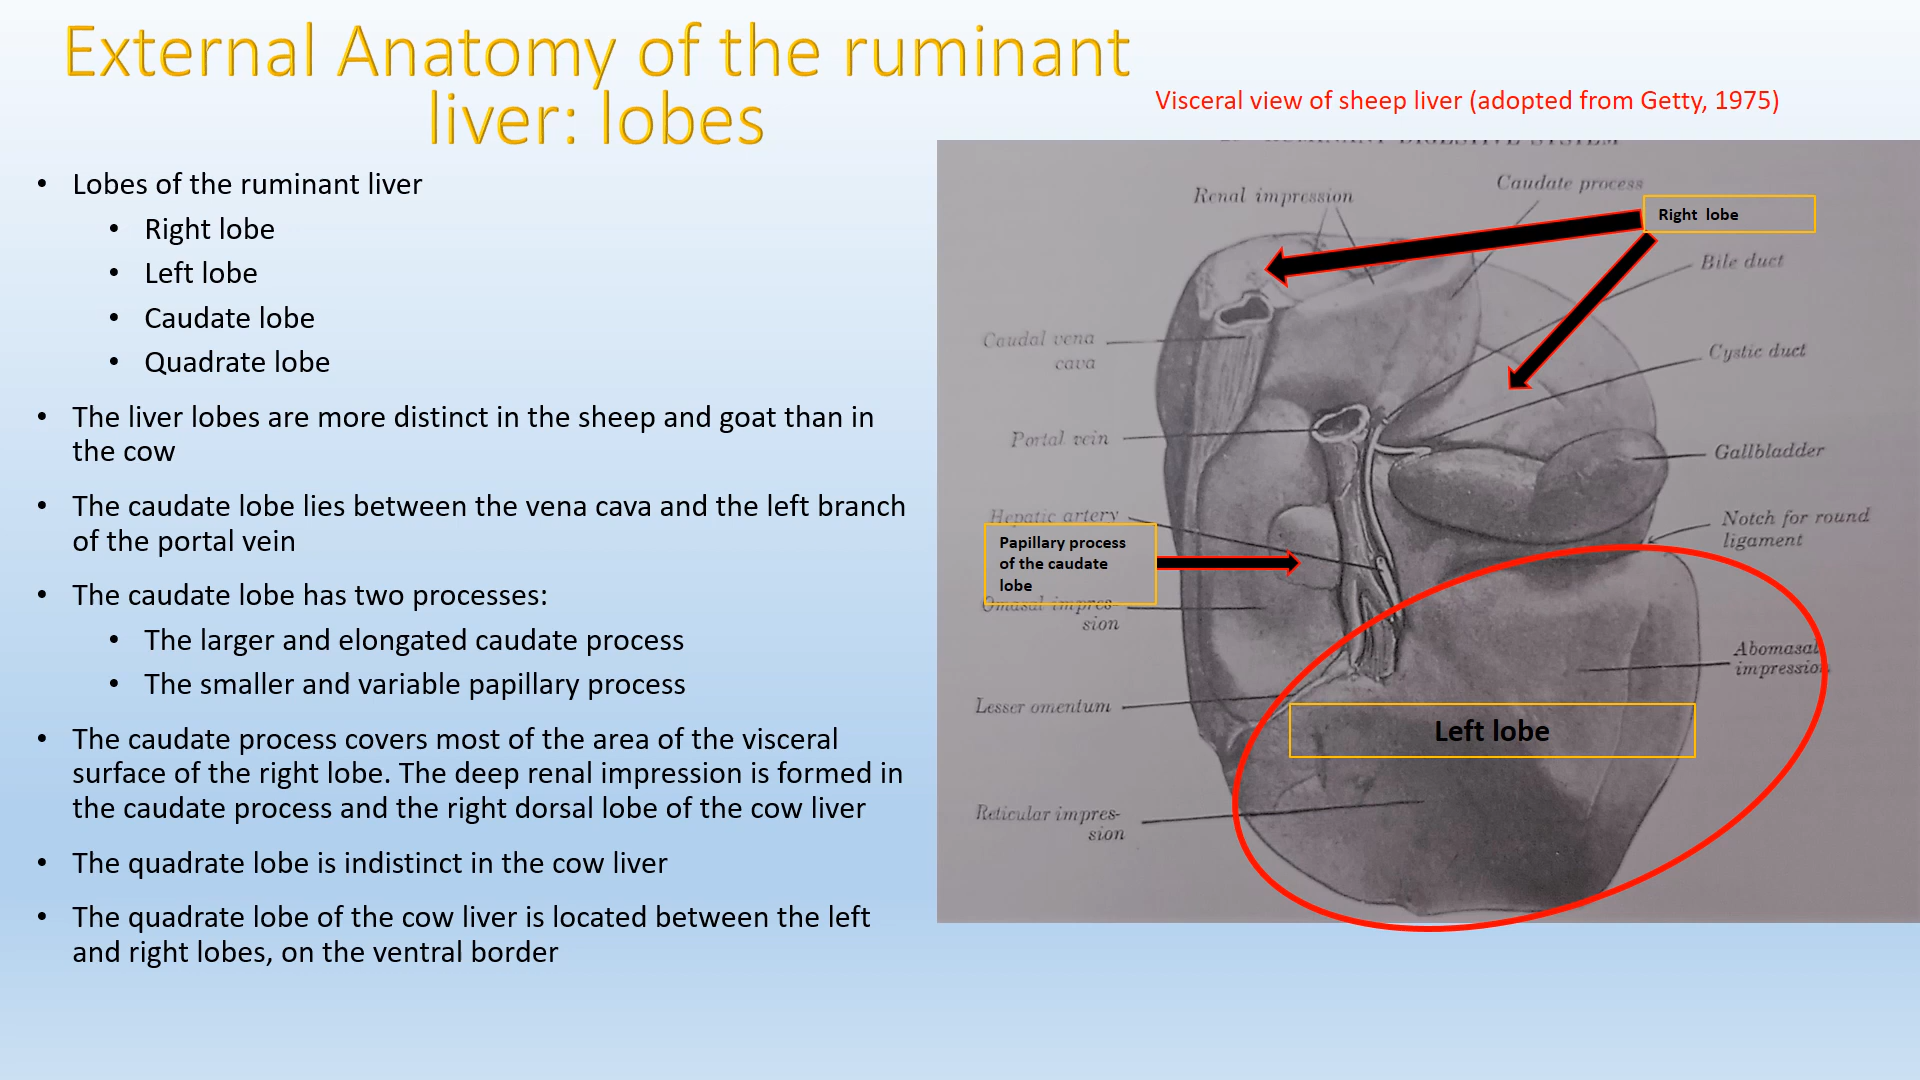 External Anatomy of the ruminant
liver: lobes
Visceral view of sheep liver (adopted from Getty, 1975)
• Lobes of the ruminant liver
• Right lobe
• Left lobe
• Caudate lobe
• Quadrate lobe
• The liver lobes are more distinct in the sheep and goat than in
the cow
• The caudate lobe lies between the vena cava and the left branch
of the portal vein
• The caudate lobe has two processes:
• The larger and elongated caudate process
• The smaller and variable papillary process
• The caudate process covers most of the area of the visceral
surface of the right lobe. The deep renal impression is formed in
the caudate process and the right dorsal lobe of the cow liver
• The quadrate lobe is indistinct in the cow liver
• The quadrate lobe of the cow liver is located between the left
and right lobes, on the ventral border
RUMINANT DIGESTIVE SYSTEM
Renal impression
Caudate process
Right lobe
Bile duct
Caudal vena
cava
Cystic duct
Portal vein
Gallbladder
Hepatic artery
Notch for round
ligament
Papillary process
of the caudate
lobe
Omasal impres-
sion
Abomasal
impression
Lesser omentum
Left lobe
Reticular impres-
sion